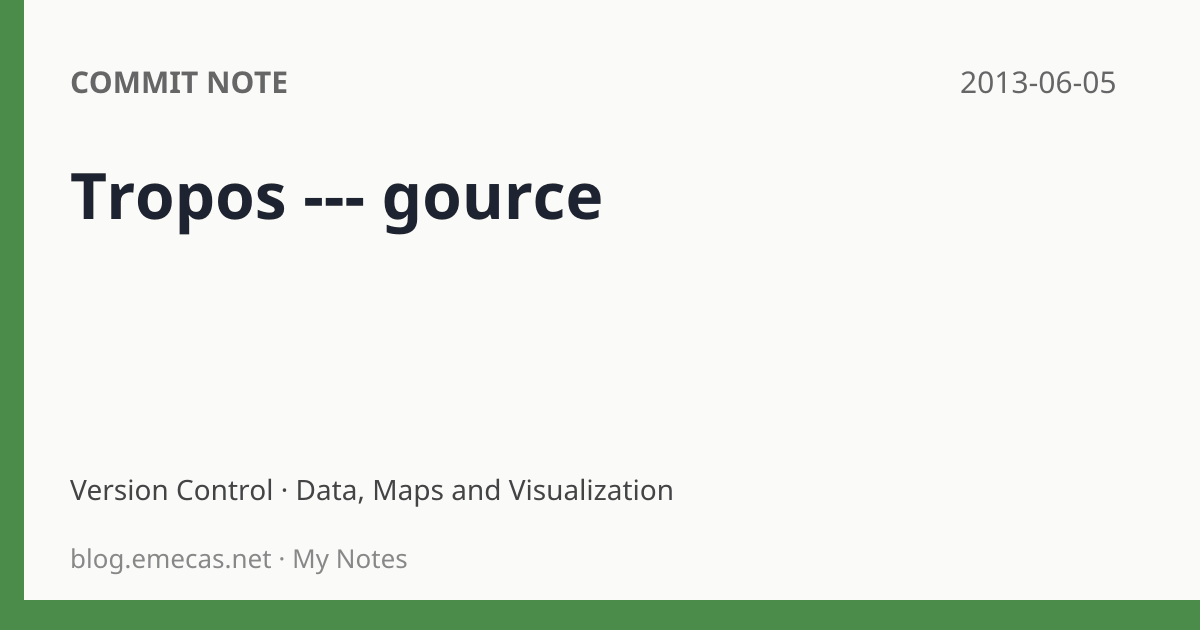 COMMIT NOTE
2013-06-05
Tropos --- gource
Version Control · Data, Maps and Visualization
blog.emecas.net · My Notes